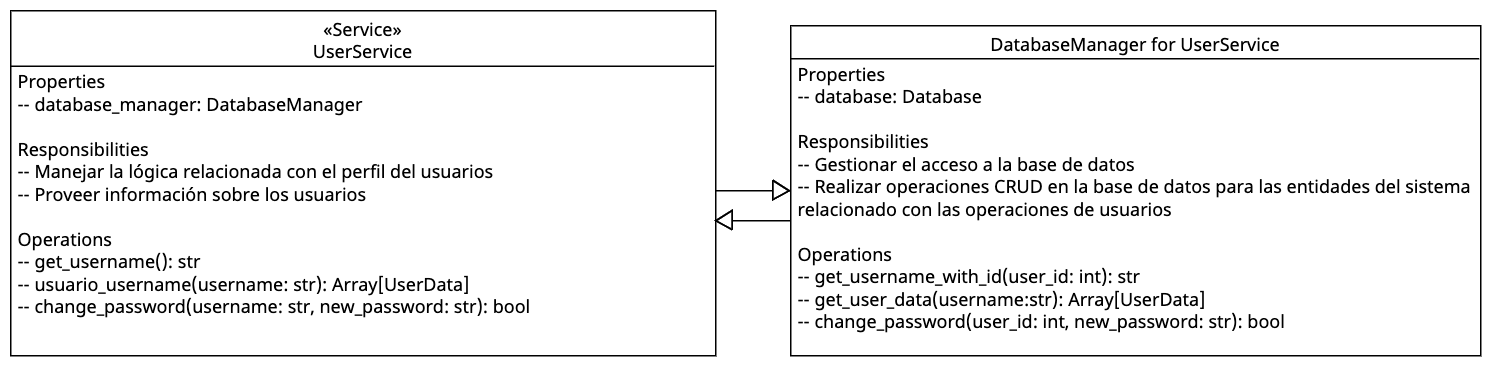 «Service»
UserService
Properties
-- database_manager: DatabaseManager
Responsibilities
-- Manejar la lógica relacionada con el perfil del usuarios
-- Proveer información sobre los usuarios
Operations
-- get_username(): str
-- usuario_username(username: str): Array[UserData]
-- change_password(username: str, new_password: str): bool
DatabaseManager for UserService
Properties
-- database: Database
Responsibilities
-- Gestionar el acceso a la base de datos
-- Realizar operaciones CRUD en la base de datos para las entidades del sistema
relacionado con las operaciones de usuarios
Operations
-- get_username_with_id(user_id: int): str
-- get_user_data(username:str): Array[UserData]
-- change_password(user_id: int, new_password: str): bool